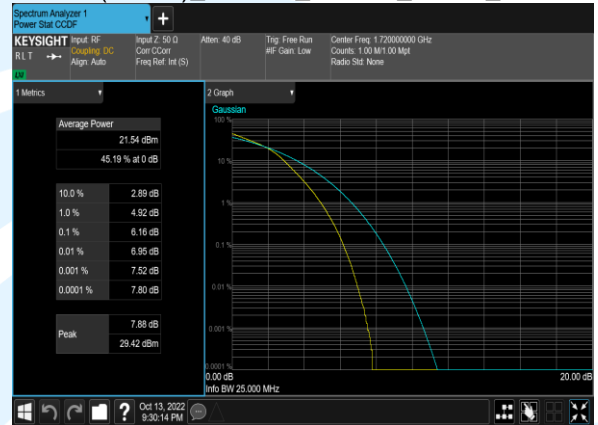 Spectrum Analyzer 1
Power Stat CCDF
+
KEYSIGHT
R L T
LW
Input: RF
Coupling: DC
Align: Auto
Input Z: 50 Ω
Corr CCorr
Freq Ref: Int (S)
Atten: 40 dB
Trig: Free Run
#IF Gain: Low
Center Freq: 1.720000000 GHz
Counts: 1.00 M/1.00 Mpt
Radio Std: None
1 Metrics
Average Power
21.54 dBm
45.19 % at 0 dB
10.0 % 2.89 dB
1.0 % 4.92 dB
0.1 % 6.16 dB
0.01 % 6.95 dB
0.001 % 7.52 dB
0.0001 % 7.80 dB
Peak
7.88 dB
29.42 dBm
2 Graph
Gaussian
100 %
10 %
1 %
0.1 %
0.01 %
0.001 %
0.0001 %
0.00 dB 20.00 dB
Info BW 25.000 MHz
?
Oct 13, 2022
9:30:14 PM